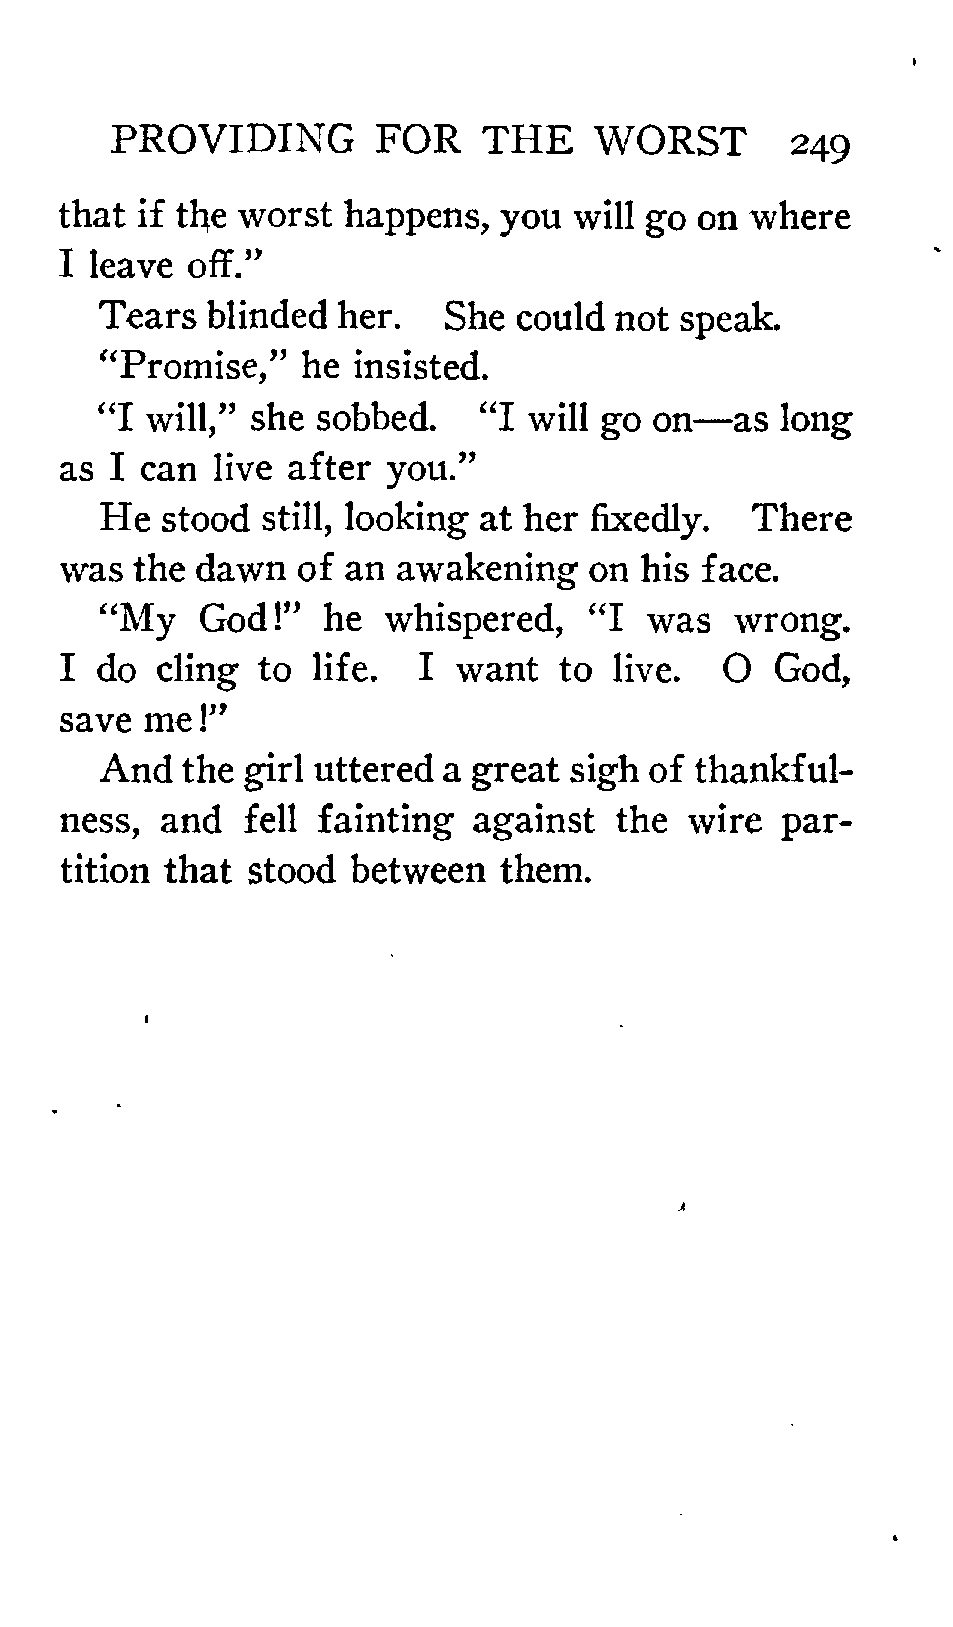 PROVIDING FOR THE WORST 249
that if the worst happens, you will go on where
I leave off."
Tears blinded her. She could not speak.
"Promise," he insisted.
"I will," she sobbed. "I will go on—as long
as I can live after you."
He stood still, looking at her fixedly. There
was the dawn of an awakening on his face.
"My God!" he whispered, "I was wrong.
I do cling to life. I want to live. O God,
save me!"
And the girl uttered a great sigh of thankful-
ness, and fell fainting against the wire par-
tition that stood between them.